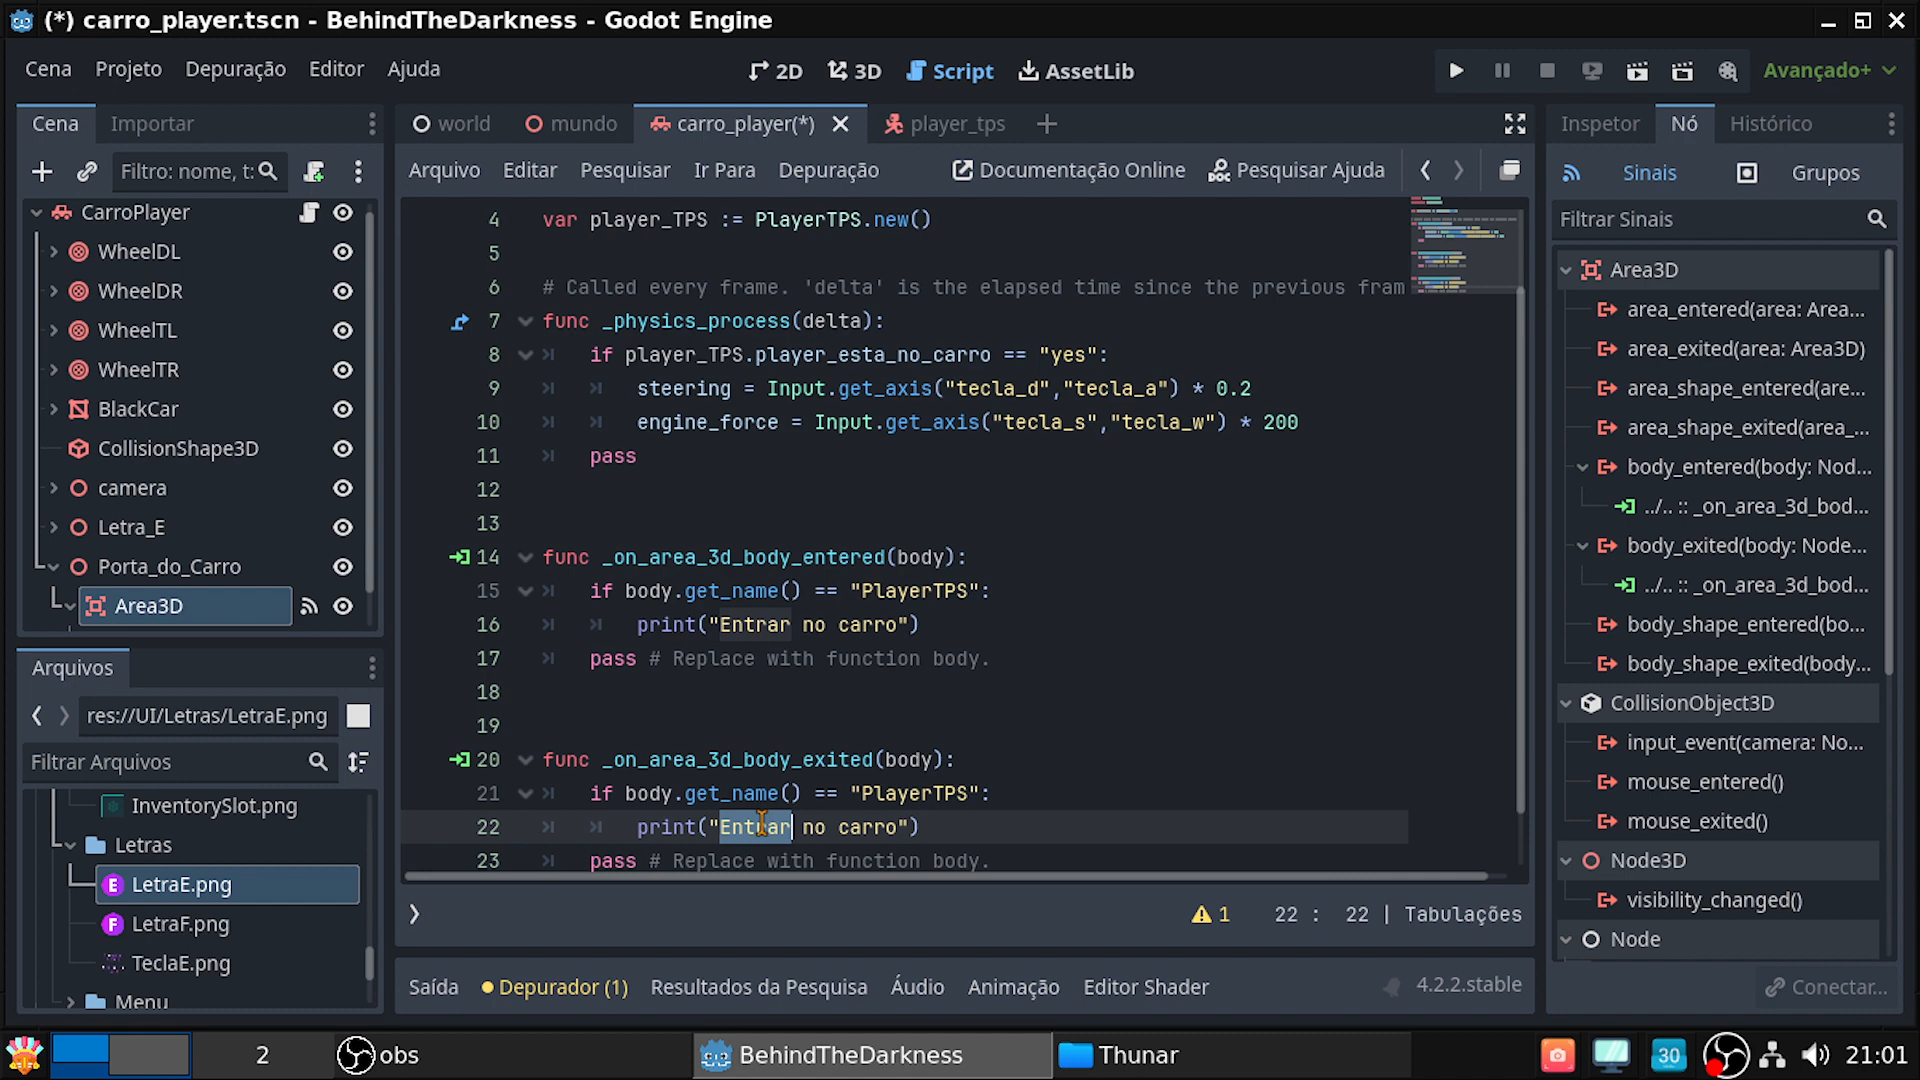 (*) carro_player.tscn - BehindTheDarkness - Godot Engine
Cena Projeto Depuração Editor Ajuda
2D 3D Script AssetLib
Avançado+
Cena Importar
world mundo carro_player(*) player_tps
Inspetor Nó Histórico
Filtro: nome, t:
Arquivo Editar Pesquisar Ir Para Depuração Documentação Online Pesquisar Ajuda
Sinais Grupos
Filtrar Sinais
CarroPlayer
WheelDL
WheelDR
WheelTL
WheelTR
BlackCar
CollisionShape3D
camera
Letra_E
Porta_do_Carro
Area3D
Arquivos
res://UI/Letras/LetraE.png
Filtrar Arquivos
InventorySlot.png
Letras
LetraE.png
LetraF.png
TeclaE.png
Menu
4 var player_TPS := PlayerTPS.new()
5
6 # Called every frame. 'delta' is the elapsed time since the previous fram
7 func _physics_process(delta):
8 if player_TPS.player_esta_no_carro == "yes":
9 steering = Input.get_axis("tecla_d","tecla_a") * 0.2
10 engine_force = Input.get_axis("tecla_s","tecla_w") * 200
11 pass
12
13
14 func _on_area_3d_body_entered(body):
15 if body.get_name() == "PlayerTPS":
16 print("Entrar no carro")
17 pass # Replace with function body.
18
19
20 func _on_area_3d_body_exited(body):
21 if body.get_name() == "PlayerTPS":
22 print("Entrar no carro")
23 pass # Replace with function body.
1 22 : 22 | Tabulações
Saída Depurador (1) Resultados da Pesquisa Áudio Animação Editor Shader 4.2.2.stable
Area3D
area_entered(area: Area...
area_exited(area: Area3D)
area_shape_entered(are...
area_shape_exited(area_...
body_entered(body: Nod...
../.. :: _on_area_3d_bod...
body_exited(body: Node...
../.. :: _on_area_3d_bod...
body_shape_entered(bo...
body_shape_exited(body...
CollisionObject3D
input_event(camera: No...
mouse_entered()
mouse_exited()
Node3D
visibility_changed()
Node
Conectar...
2 obs BehindTheDarkness Thunar 30 21:01